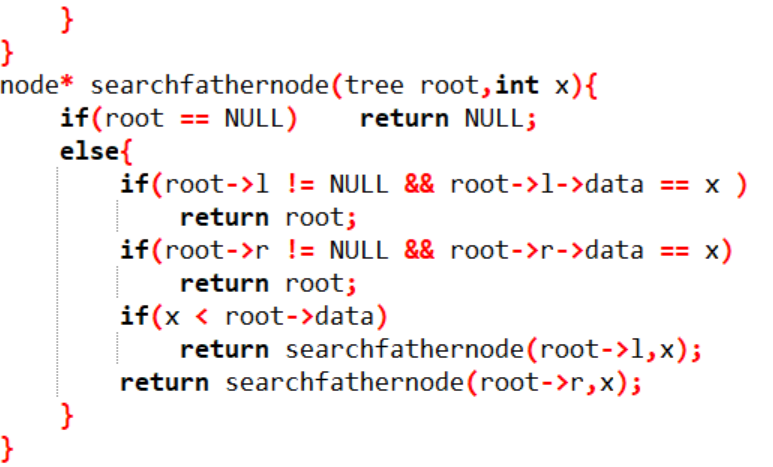 }
}
node* searchfathernode(tree root,int x){
    if(root == NULL)    return NULL;
    else{
        if(root->l != NULL && root->l->data == x )
            return root;
        if(root->r != NULL && root->r->data == x)
            return root;
        if(x < root->data)
            return searchfathernode(root->l,x);
        return searchfathernode(root->r,x);
    }
}